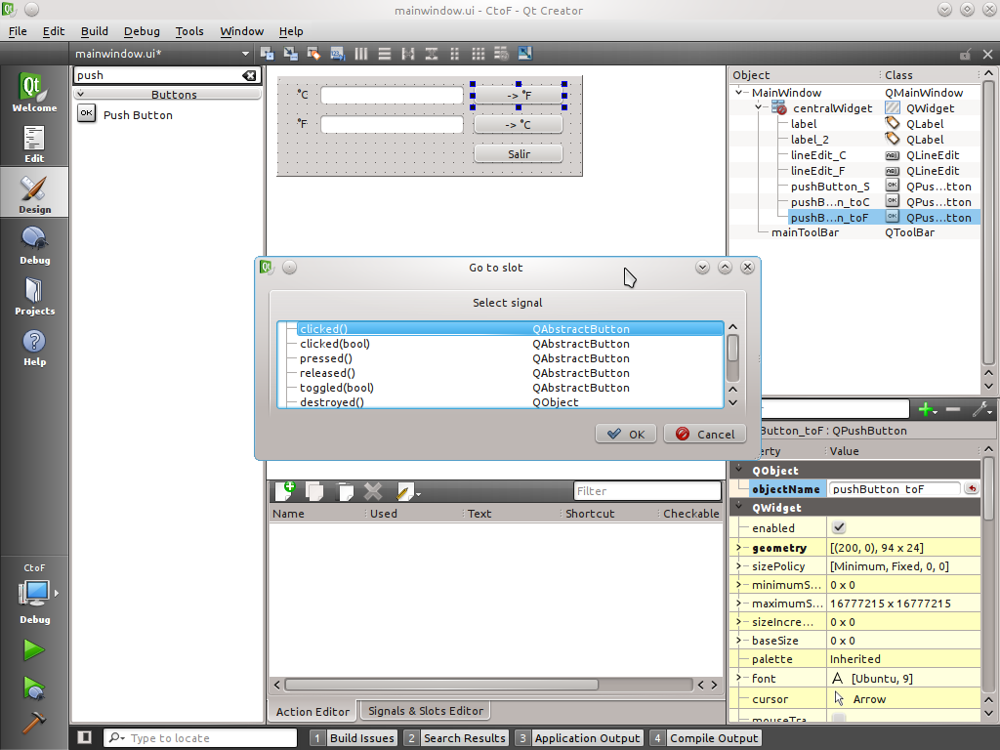 mainwindow.ui - CtoF - Qt Creator
File Edit Build Debug Tools Window Help
mainwindow.ui*
Qt
Welcome
Edit
Design
Debug
Projects
Help
CtoF
Debug
push
Buttons
OK Push Button
°C
-> °F
°F
-> °C
Salir
Object Class
MainWindow QMainWindow
centralWidget QWidget
label QLabel
label_2 QLabel
lineEdit_C QLineEdit
lineEdit_F QLineEdit
pushButton_S QPus...tton
pushB...n_toC QPus...tton
pushB...n_toF QPus...tton
mainToolBar QToolBar
Go to slot
Select signal
clicked() QAbstractButton
clicked(bool) QAbstractButton
pressed() QAbstractButton
released() QAbstractButton
toggled(bool) QAbstractButton
destroyed() QObject
OK Cancel
Button_toF : QPushButton
erty Value
QObject
objectName pushButton_toF
QWidget
enabled
geometry [(200, 0), 94 x 24]
sizePolicy [Minimum, Fixed, 0, 0]
minimumS... 0 x 0
maximumS... 16777215 x 16777215
sizeIncre... 0 x 0
baseSize 0 x 0
palette Inherited
font A [Ubuntu, 9]
cursor Arrow
mouseTra...
Filter
Name Used Text Shortcut Checkable
Action Editor Signals & Slots Editor
Type to locate
1 Build Issues 2 Search Results 3 Application Output 4 Compile Output